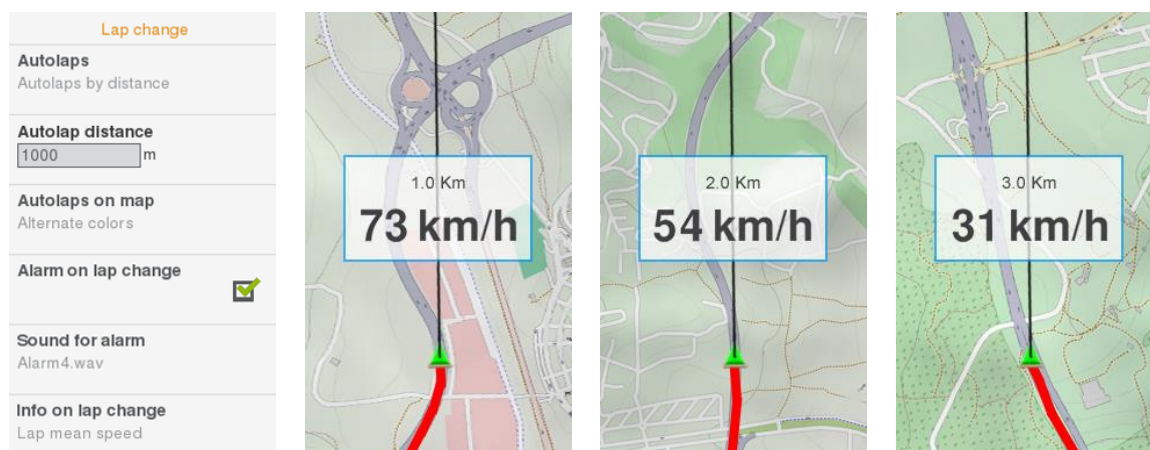 Lap change
Autolaps
Autolaps by distance
Autolap distance
1000 m
Autolaps on map
Alternate colors
Alarm on lap change
Sound for alarm
Alarm4.wav
Info on lap change
Lap mean speed
1.0 Km
73 km/h
2.0 Km
54 km/h
3.0 Km
31 km/h